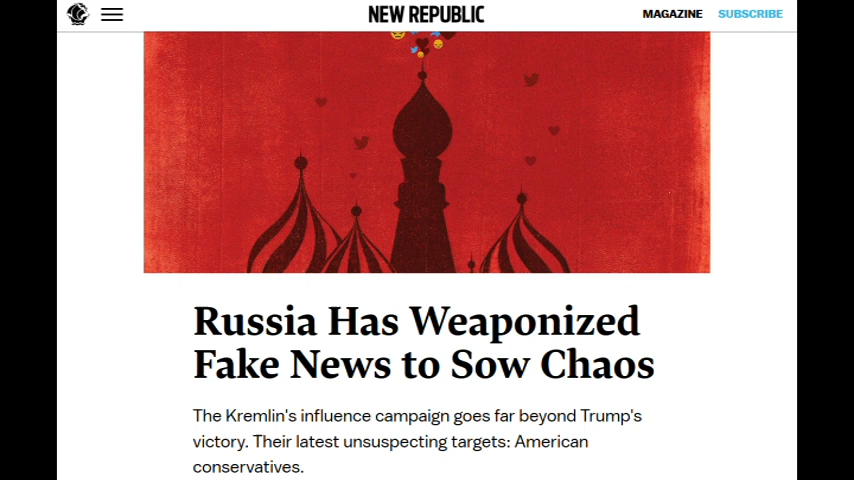 NEW REPUBLIC
MAGAZINE SUBSCRIBE
Russia Has Weaponized
Fake News to Sow Chaos
The Kremlin's influence campaign goes far beyond Trump's
victory. Their latest unsuspecting targets: American
conservatives.